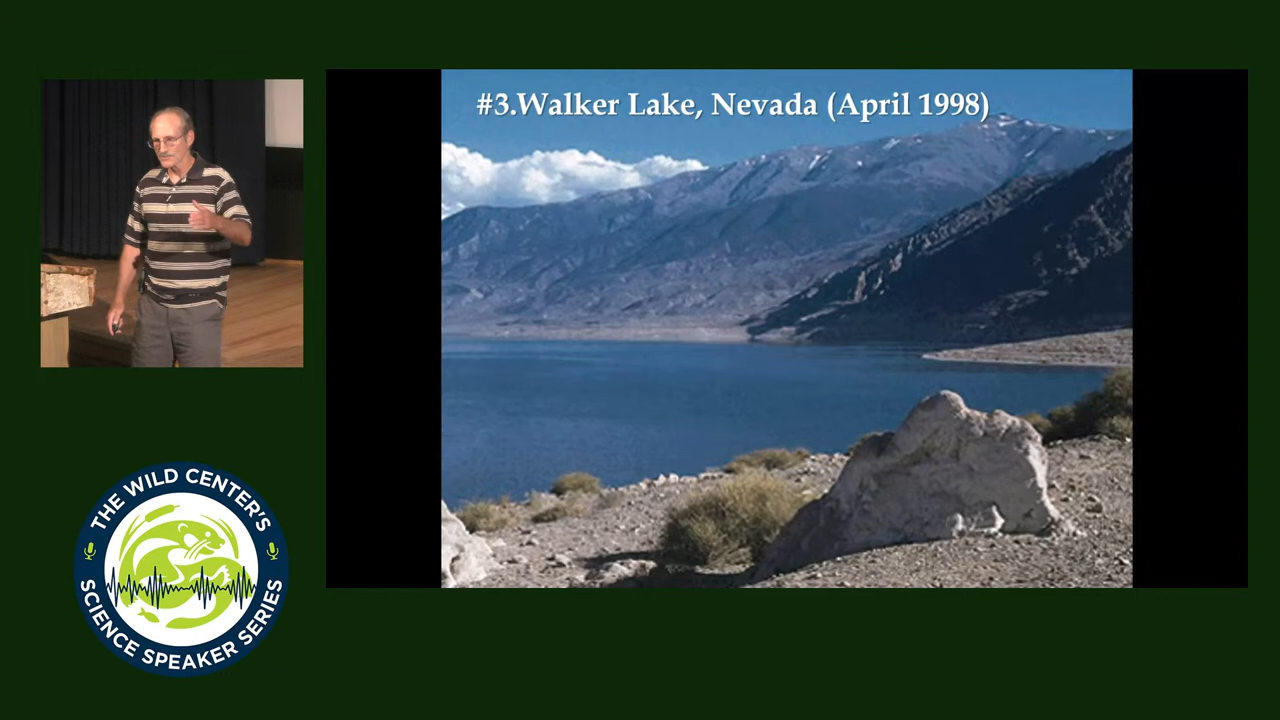 #3.Walker Lake, Nevada (April 1998)
THE WILD CENTER'S
SCIENCE SPEAKER SERIES